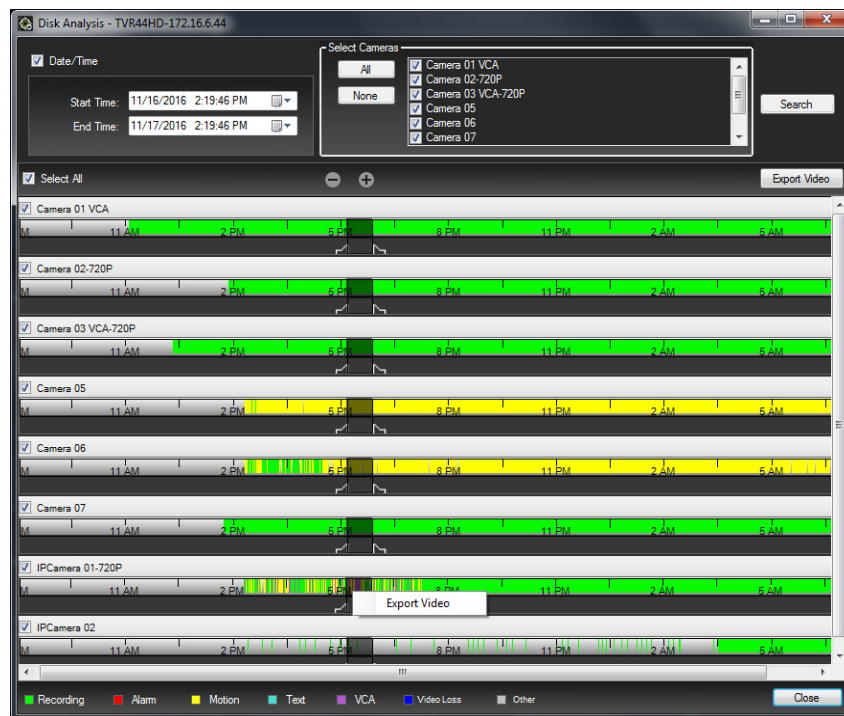 Disk Analysis - TVR44HD-172.16.6.44
Date/Time
Start Time: 11/16/2016 2:19:46 PM
End Time: 11/17/2016 2:19:46 PM
Select Cameras
All
None
Camera 01 VCA
Camera 02-720P
Camera 03 VCA-720P
Camera 05
Camera 06
Camera 07
Search
Select All
Export Video
Camera 01 VCA
M 11 AM 2 PM 5 PM 8 PM 11 PM 2 AM 5 AM
Camera 02-720P
M 11 AM 2 PM 5 PM 8 PM 11 PM 2 AM 5 AM
Camera 03 VCA-720P
M 11 AM 2 PM 5 PM 8 PM 11 PM 2 AM 5 AM
Camera 05
M 11 AM 2 PM 5 PM 8 PM 11 PM 2 AM 5 AM
Camera 06
M 11 AM 2 PM 5 PM 8 PM 11 PM 2 AM 5 AM
Camera 07
M 11 AM 2 PM 5 PM 8 PM 11 PM 2 AM 5 AM
IPCamera 01-720P
M 11 AM 2 PM 5 PM 8 PM 11 PM 2 AM 5 AM
Export Video
IPCamera 02
M 11 AM 2 PM 5 PM 8 PM 11 PM 2 AM 5 AM
Recording Alarm Motion Text VCA Video Loss Other
Close